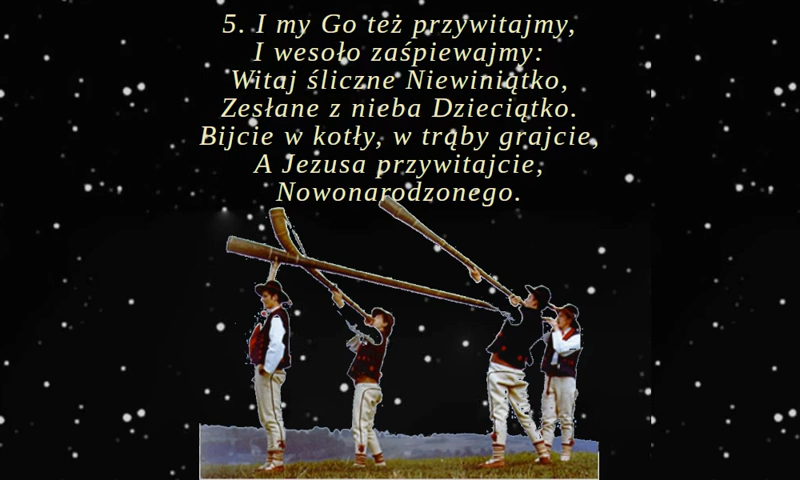 5. I my Go też przywitajmy,
I wesoło zaśpiewajmy:
Witaj śliczne Niewiniątko,
Zesłane z nieba Dzieciątko.
Bijcie w kotły, w trąby grajcie,
A Jezusa przywitajcie,
Nowonarodzonego.